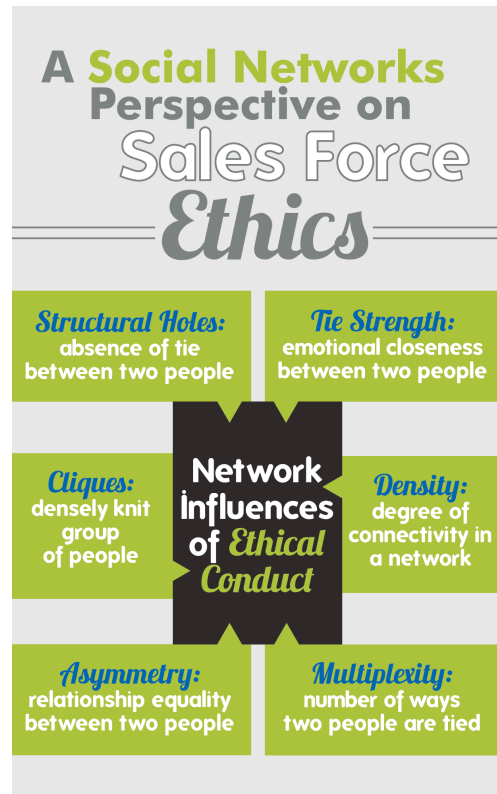 A Social Networks
Perspective on
Sales Force
Ethics
Structural Holes:
absence of tie
between two people
Tie Strength:
emotional closeness
between two people
Cliques:
densely knit
group
of people
Network
Influences
of Ethical
Conduct
Density:
degree of
connectivity in
a network
Asymmetry:
relationship equality
between two people
Multiplexity:
number of ways
two people are tied